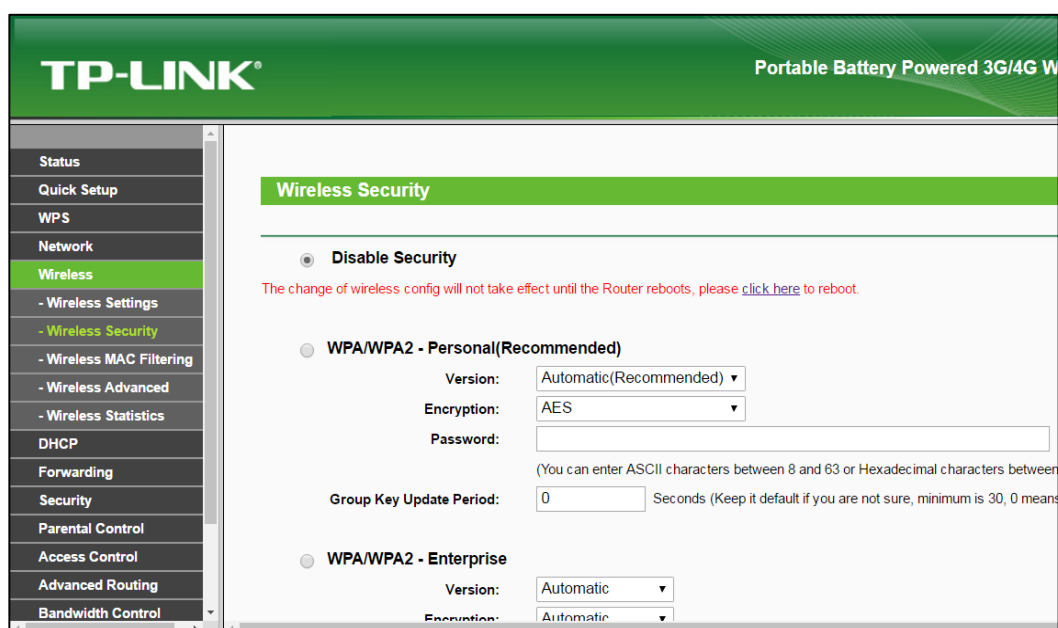 TP-LINK®
Portable Battery Powered 3G/4G W
Status
Quick Setup
WPS
Network
Wireless
- Wireless Settings
- Wireless Security
- Wireless MAC Filtering
- Wireless Advanced
- Wireless Statistics
DHCP
Forwarding
Security
Parental Control
Access Control
Advanced Routing
Bandwidth Control
Wireless Security
Disable Security
The change of wireless config will not take effect until the Router reboots, please click here to reboot.
WPA/WPA2 - Personal(Recommended)
Version: Automatic(Recommended)
Encryption: AES
Password:
(You can enter ASCII characters between 8 and 63 or Hexadecimal characters between
Group Key Update Period: 0 Seconds (Keep it default if you are not sure, minimum is 30, 0 means
WPA/WPA2 - Enterprise
Version: Automatic
Encryption: Automatic